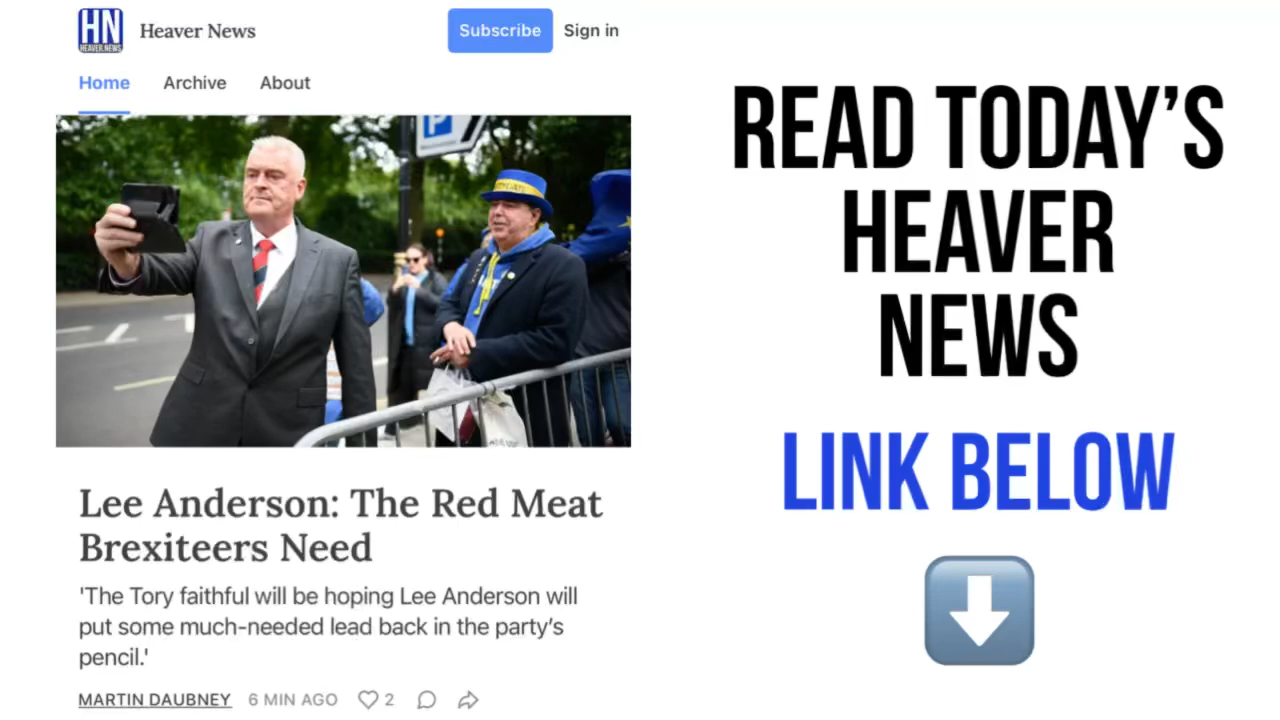 HN
HEAVER.NEWS
Heaver News
Subscribe
Sign in
Home
Archive
About
P
Lee Anderson: The Red Meat
Brexiteers Need
'The Tory faithful will be hoping Lee Anderson will
put some much-needed lead back in the party’s
pencil.'
MARTIN DAUBNEY 6 MIN AGO 2
READ TODAY’S
HEAVER
NEWS
LINK BELOW